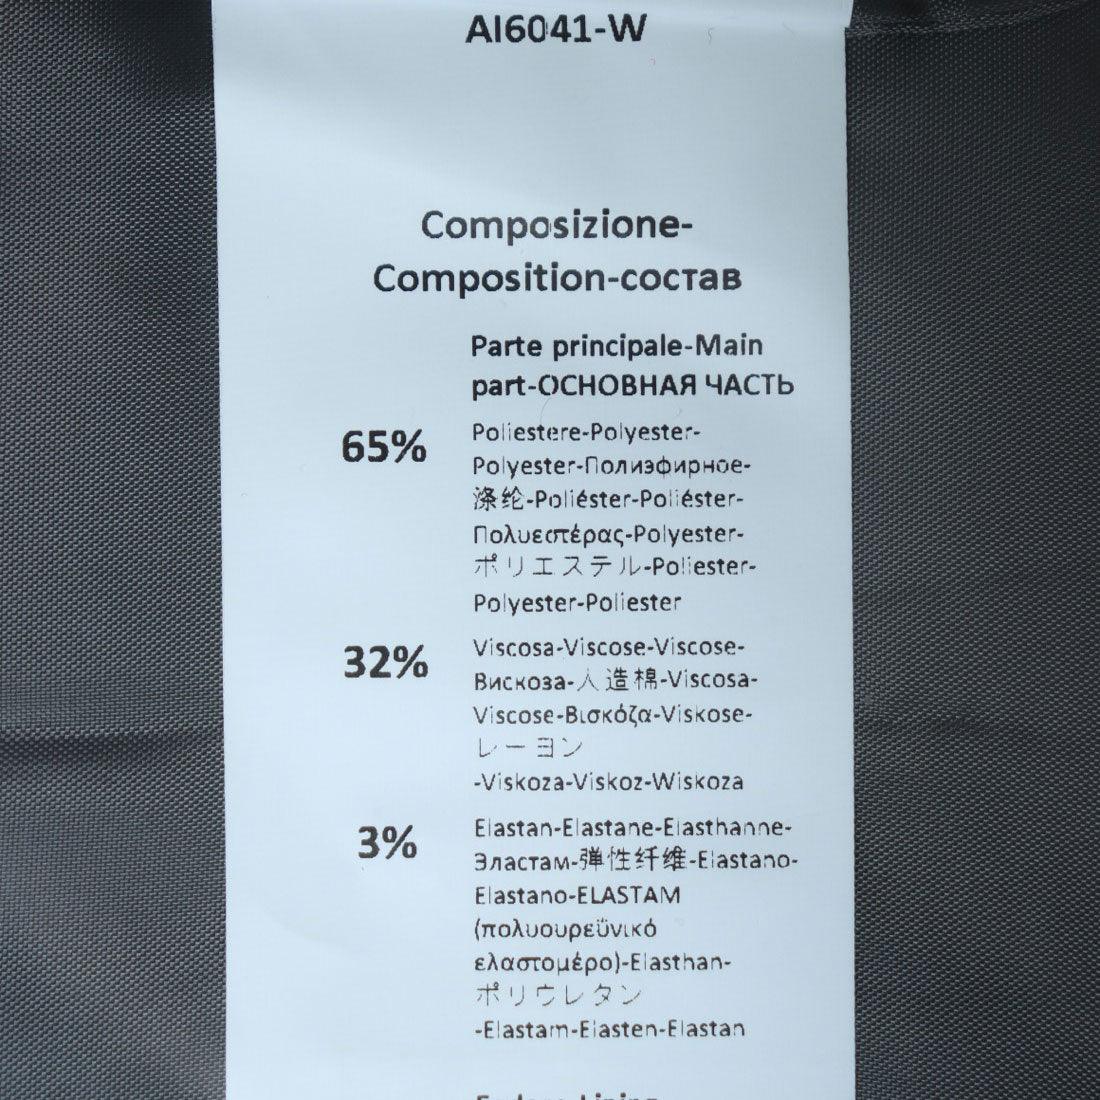 AI6041-W
Composizione-
Composition-состав
Parte principale-Main
part-ОСНОВНАЯ ЧАСТЬ
65%
Poliestere-Polyester-
Polyester-Полиэфирное-
涤纶-Poliéster-Poliéster-
Πολυεστέρας-Polyester-
ポリエステル-Poliester-
Polyester-Poliester
32%
Viscosa-Viscose-Viscose-
Вискоза-人造棉-Viscosa-
Viscose-Βισκόζα-Viskose-
レーヨン
-Viskoza-Viskoz-Wiskoza
3%
Elastan-Elastane-Elasthanne-
Эластам-弹性纤维-Elastano-
Elastano-ELASTAM
(πολυουρεϋνικό
ελαστομέρο)-Elasthan-
ポリウレタン
-Elastam-Elasten-Elastan